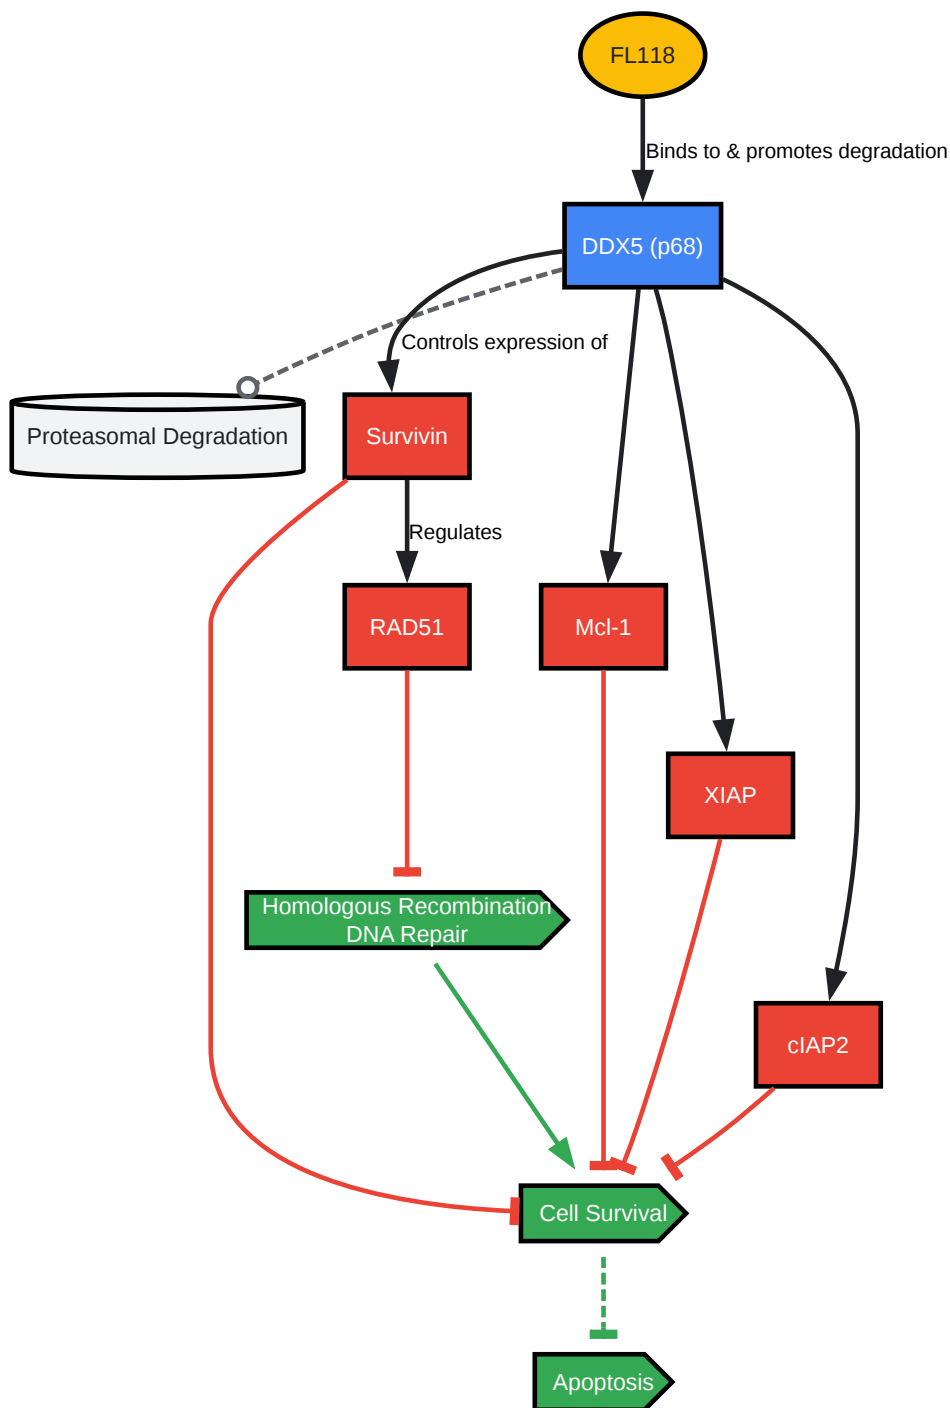 FL118
Binds to & promotes degradation
DDX5 (p68)
Controls expression of
Proteasomal Degradation
Survivin
Regulates
RAD51
Mcl-1
XIAP
Homologous Recombination
DNA Repair
cIAP2
Cell Survival
Apoptosis